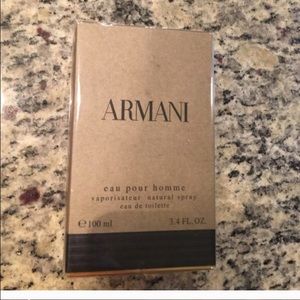 ARMANI
eau pour homme
vaporisateur natural spray
eau de toilette
℮ 100 ml 3.4 FL.OZ.